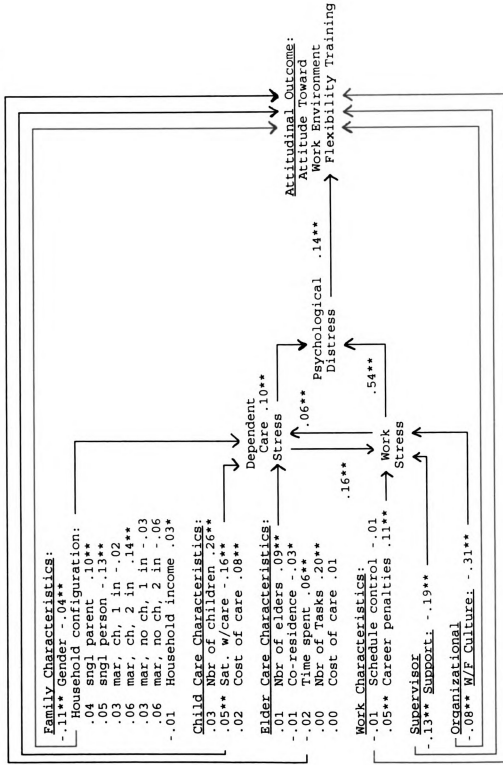 Family Characteristics:
-.11** Gender -.04**
Household configuration:
.04 sngl parent .10**
.05 sngl person -.13**
.03 mar, ch, 1 in -.02
.06 mar, ch, 2 in .14**
.03 mar, no ch, 1 in -.03
.06 mar, no ch, 2 in -.06
-.01 Household income .03*
Child Care Characteristics:
.03 Nbr of children .26**
.05** Sat. w/care -.16**
.02 Cost of care .08**
Elder Care Characteristics:
.01 Nbr of elders .09**
-.01 Co-residence -.03*
-.02 Time spent .06**
.00 Nbr of Tasks .20**
.00 Cost of care .01
Work Characteristics:
-.01 Schedule control -.01
.05** Career penalties .11**
Supervisor
-.13** Support: -.19**
Organizational
-.08** W/F Culture: -.31**
Dependent
Care .10**
Stress
.06**
.16**
Work
Stress
.54**
Psychological
Distress
.14**
Attitudinal Outcome:
Attitude Toward
Work Environment
Flexibility Training